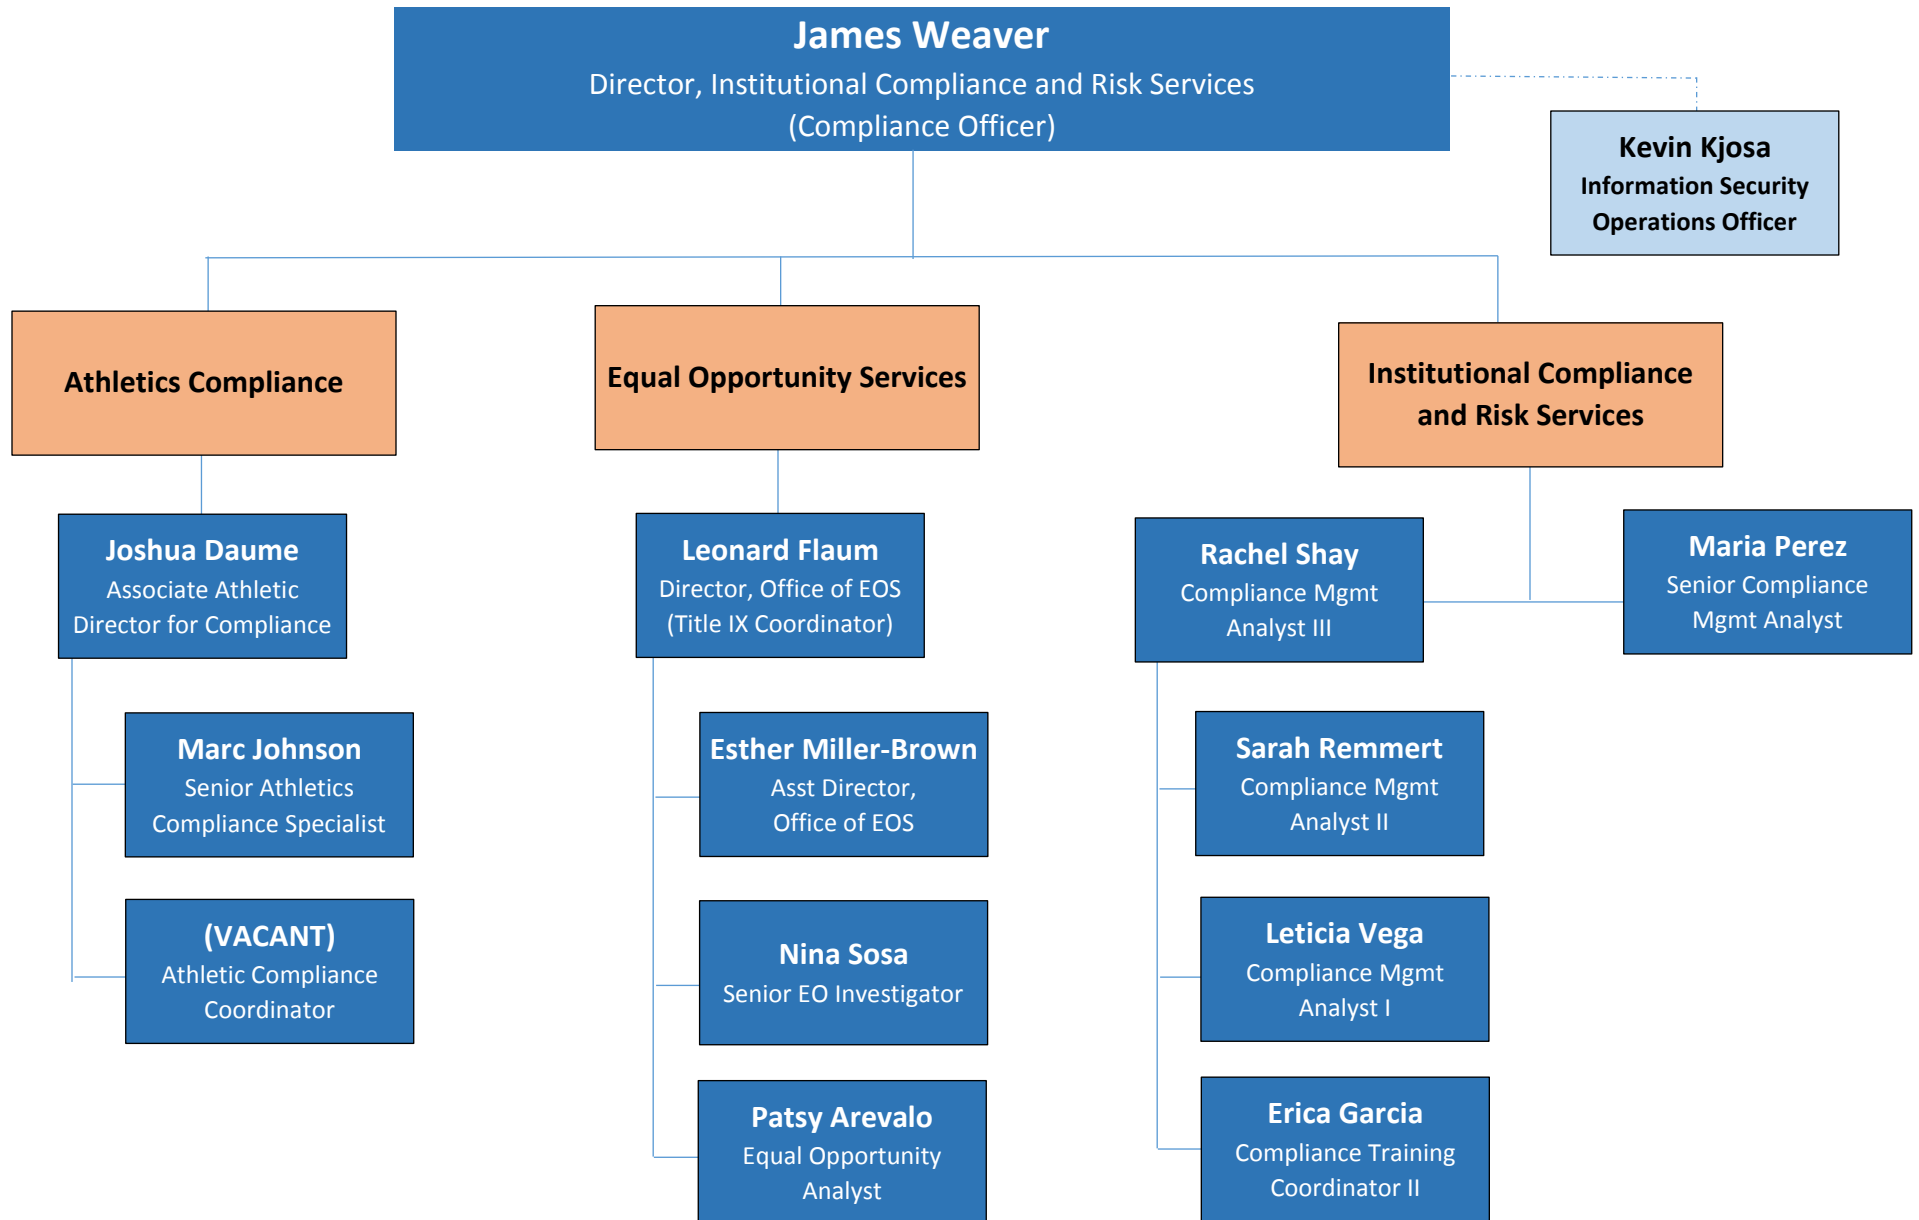 James Weaver
Director, Institutional Compliance and Risk Services
(Compliance Officer)
Kevin Kjosa
Information Security
Operations Officer
Athletics Compliance
Equal Opportunity Services
Institutional Compliance
and Risk Services
Joshua Daume
Associate Athletic
Director for Compliance
Marc Johnson
Senior Athletics
Compliance Specialist
(VACANT)
Athletic Compliance
Coordinator
Leonard Flaum
Director, Office of EOS
(Title IX Coordinator)
Esther Miller-Brown
Asst Director,
Office of EOS
Nina Sosa
Senior EO Investigator
Patsy Arevalo
Equal Opportunity
Analyst
Rachel Shay
Compliance Mgmt
Analyst III
Maria Perez
Senior Compliance
Mgmt Analyst
Sarah Remmert
Compliance Mgmt
Analyst II
Leticia Vega
Compliance Mgmt
Analyst I
Erica Garcia
Compliance Training
Coordinator II